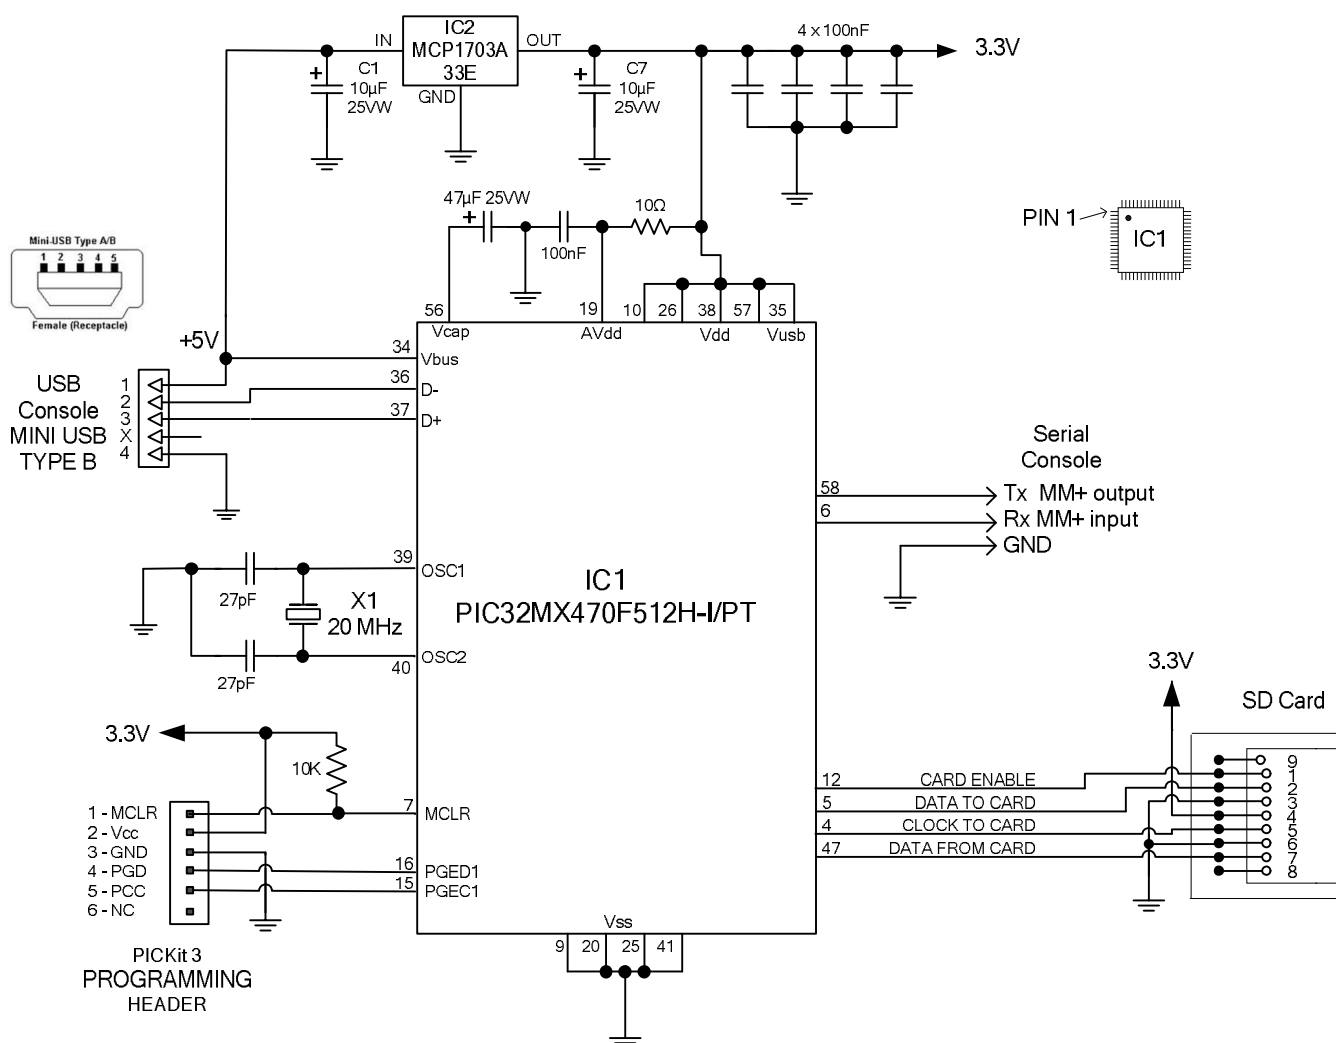 IC2
MCP1703A
33E
IN
OUT
GND
C1
10µF
25VW
+
C7
10µF
25VW
+
4 x 100nF
3.3V
47µF 25VW
+
100nF
10Ω
PIN 1
IC1
Mini-USB Type A/B
1 2 3 4 5
Female (Receptacle)
+5V
USB
Console
MINI USB
TYPE B
1
2
3
X
4
56
Vcap
19
AVdd
10
26
38
57
35
Vdd
Vusb
34
Vbus
36
D-
37
D+
Serial
Console
58
Tx MM+ output
6
Rx MM+ input
GND
39
OSC1
27pF
X1
20 MHz
27pF
40
OSC2
IC1
PIC32MX470F512H-I/PT
3.3V
10K
7
MCLR
1 - MCLR
2 - Vcc
3 - GND
4 - PGD
5 - PCC
6 - NC
16
PGED1
15
PGEC1
PICKit 3
PROGRAMMING
HEADER
Vss
9
20
25
41
3.3V
SD Card
12 CARD ENABLE
5 DATA TO CARD
4 CLOCK TO CARD
47 DATA FROM CARD
9
1
2
3
4
5
6
7
8